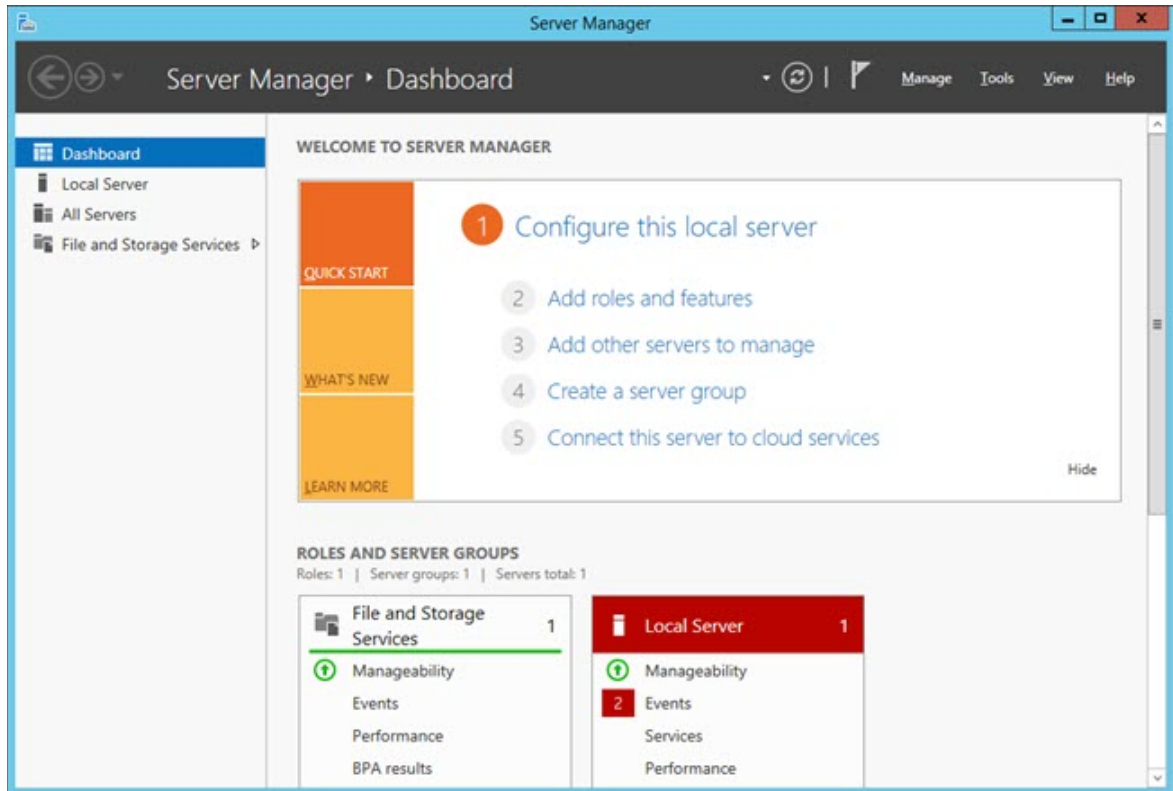 Server Manager
Server Manager ‣ Dashboard
Manage Tools View Help
Dashboard
Local Server
All Servers
File and Storage Services
WELCOME TO SERVER MANAGER
QUICK START
WHAT'S NEW
LEARN MORE
1 Configure this local server
2 Add roles and features
3 Add other servers to manage
4 Create a server group
5 Connect this server to cloud services
Hide
ROLES AND SERVER GROUPS
Roles: 1 | Server groups: 1 | Servers total: 1
File and Storage
Services 1
Manageability
Events
Performance
BPA results
Local Server 1
Manageability
2 Events
Services
Performance